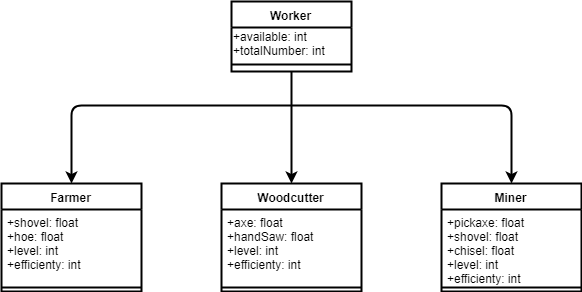 Worker
+available: int
+totalNumber: int
Farmer
+shovel: float
+hoe: float
+level: int
+efficienty: int
Woodcutter
+axe: float
+handSaw: float
+level: int
+efficienty: int
Miner
+pickaxe: float
+shovel: float
+chisel: float
+level: int
+efficienty: int